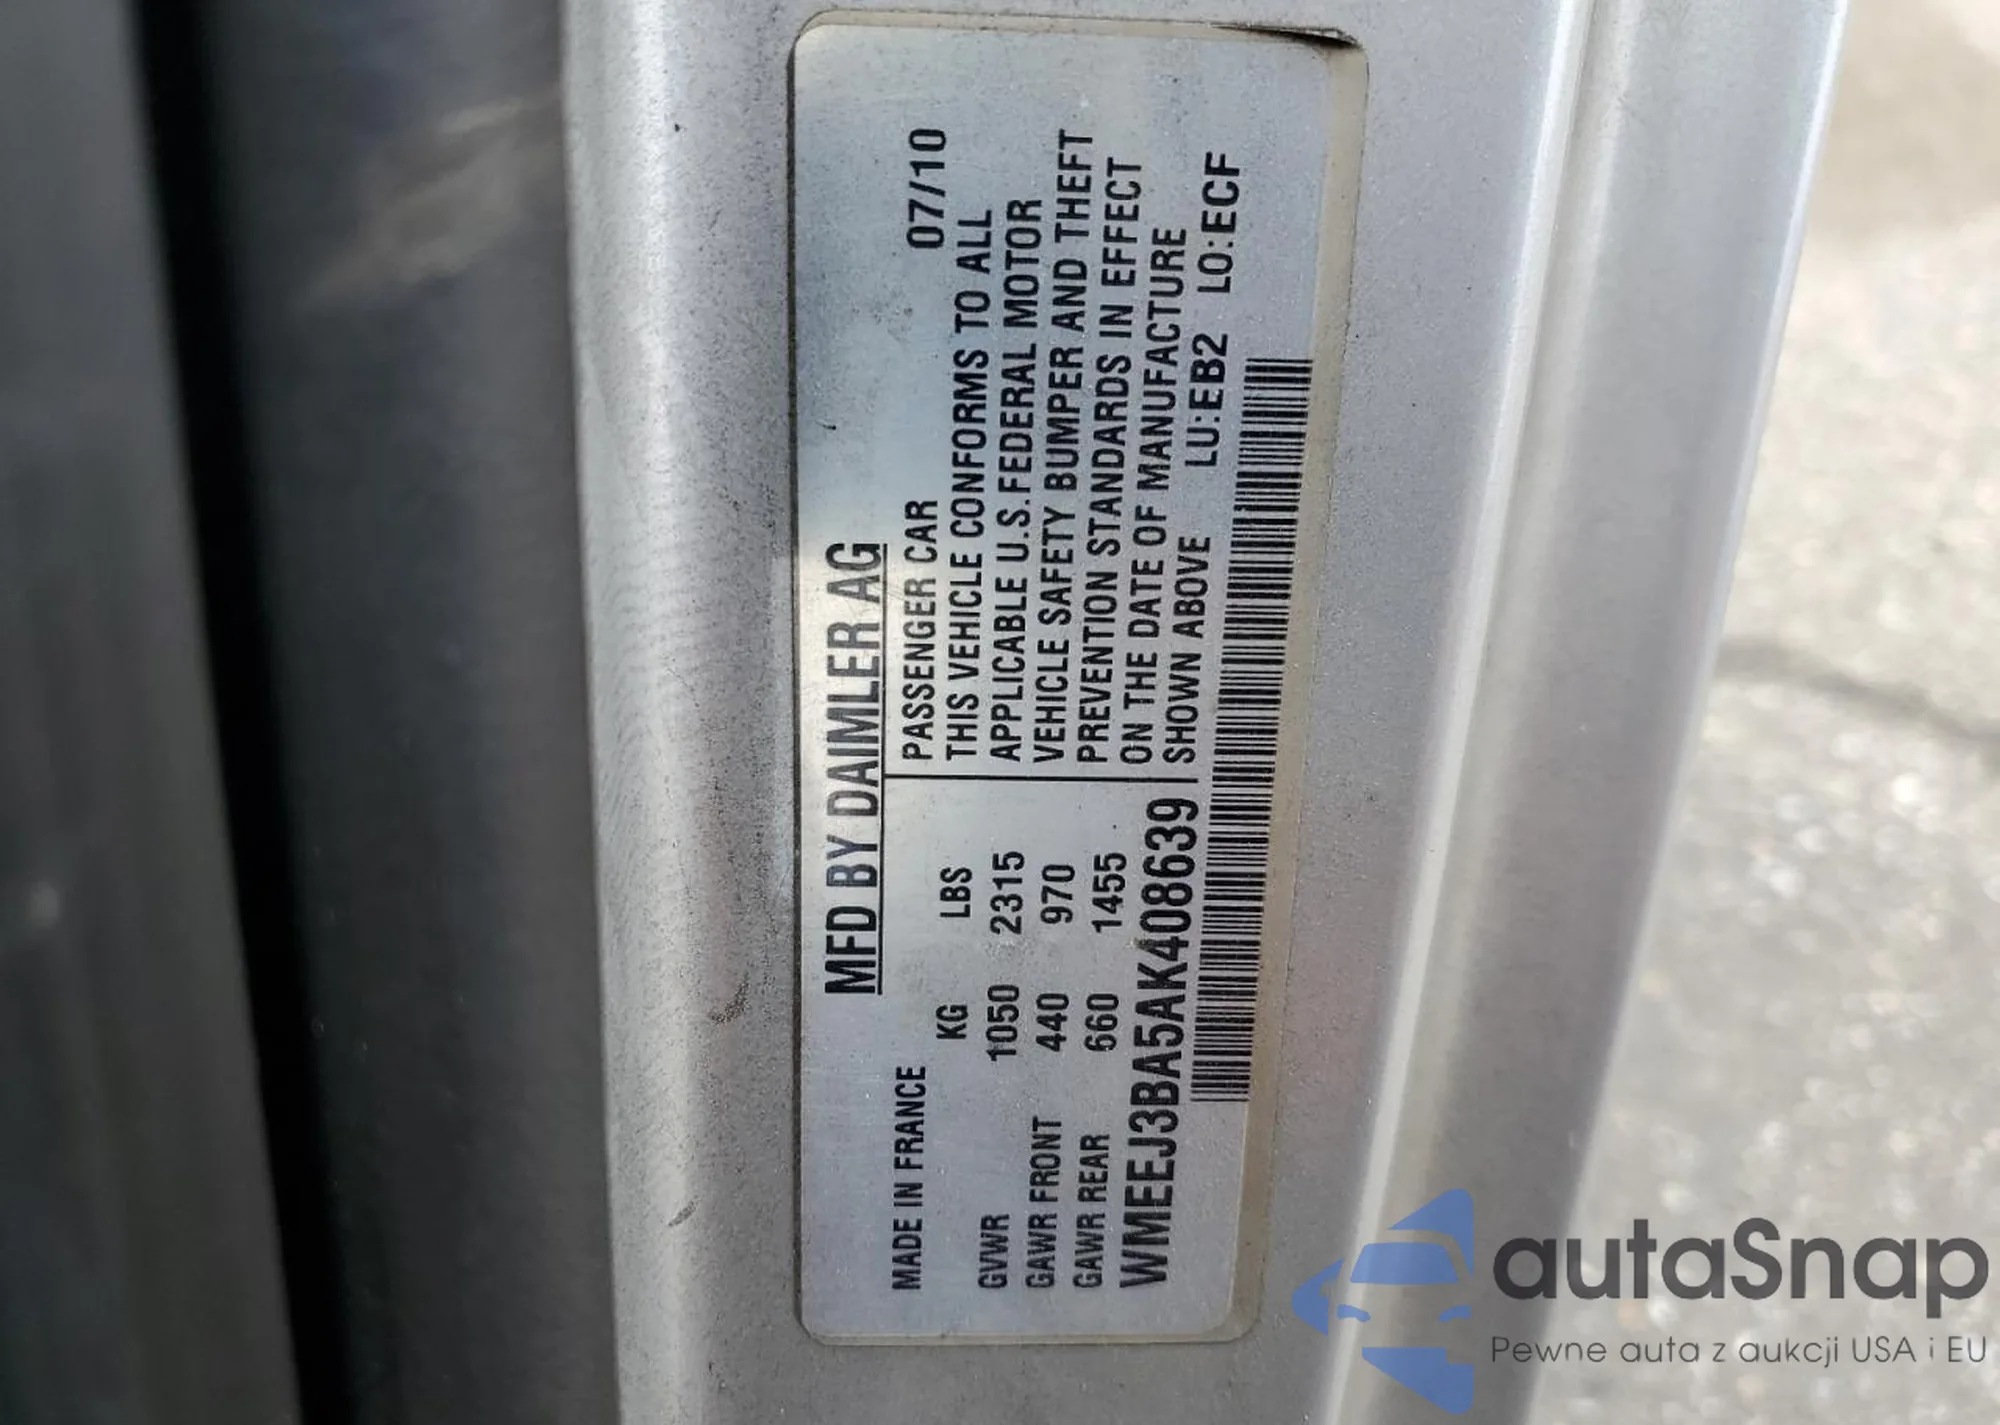 MFD BY DAIMLER AG
MADE IN FRANCE
KG LBS
GVWR 1050 2315
GAWR FRONT 440 970
GAWR REAR 660 1455
PASSENGER CAR 07/10
THIS VEHICLE CONFORMS TO ALL
APPLICABLE U.S.FEDERAL MOTOR
VEHICLE SAFETY BUMPER AND THEFT
PREVENTION STANDARDS IN EFFECT
ON THE DATE OF MANUFACTURE
SHOWN ABOVE LU:EB2 LO:ECF
WMEEJ3BA5AK408639
autaSnap
Pewne auta z aukcji USA i EU